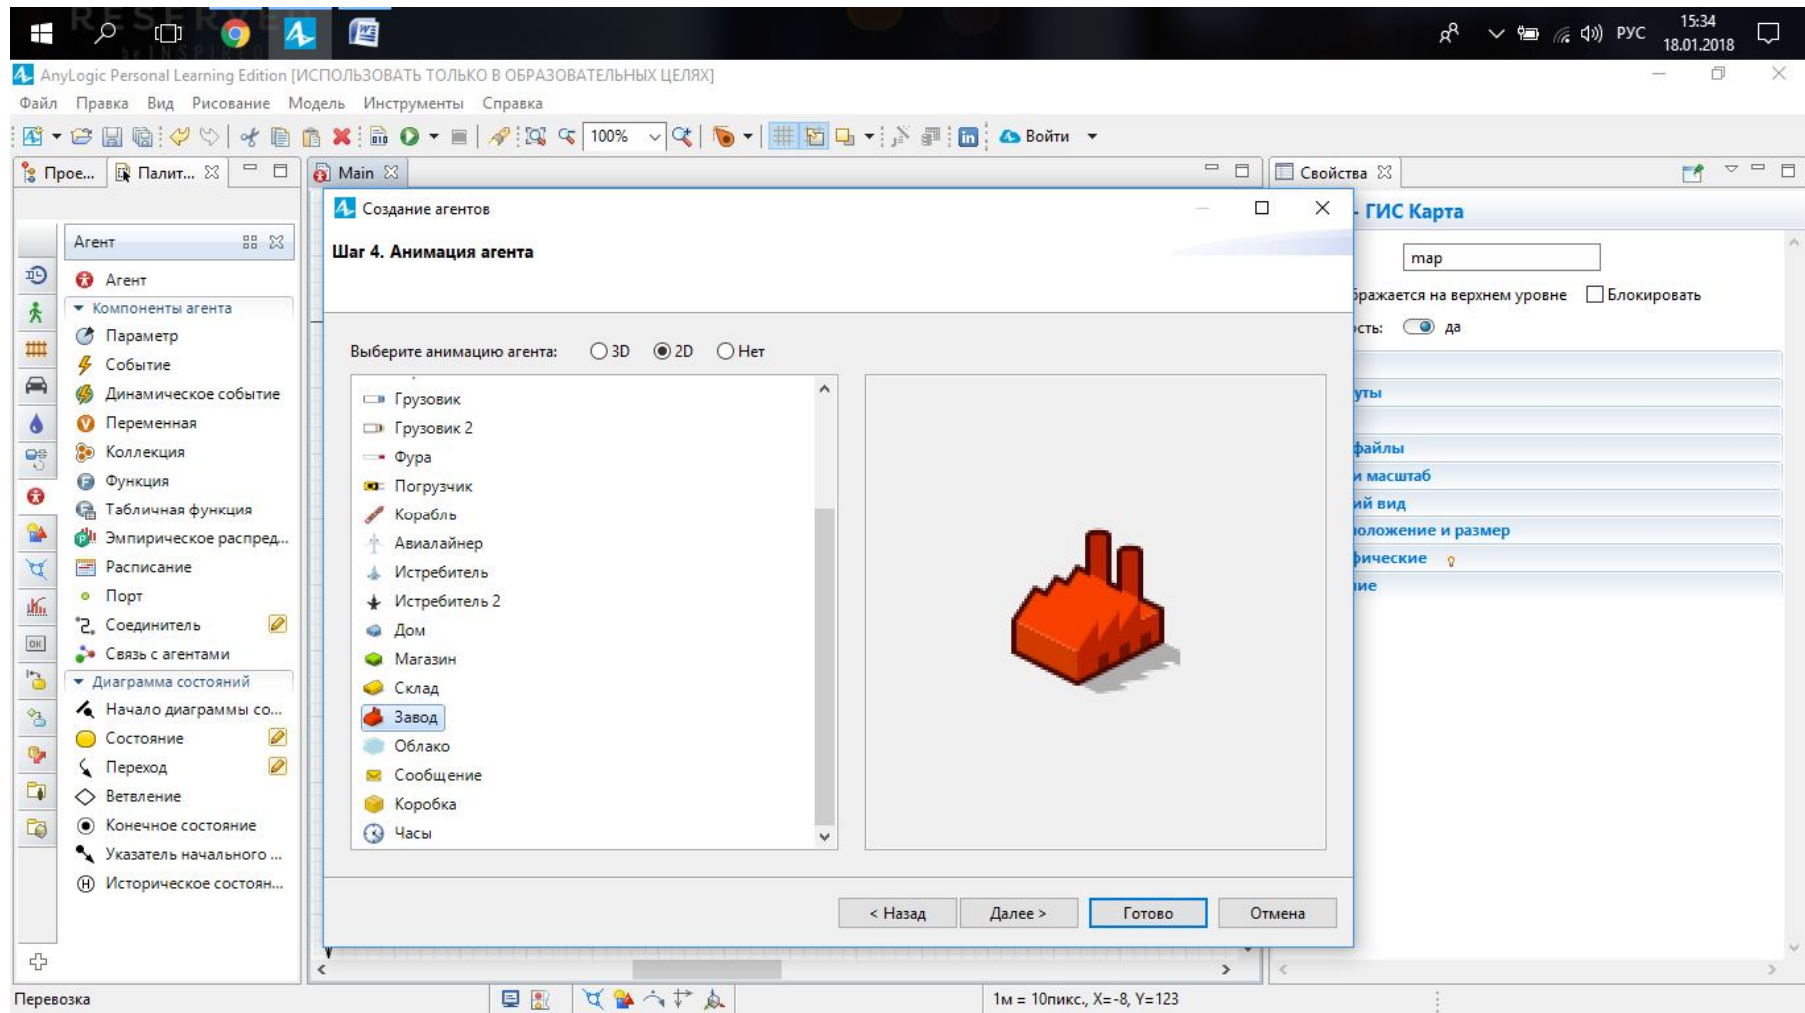 RESERVED
be INSPIRED
РУС
15:34
18.01.2018
AnyLogic Personal Learning Edition [ИСПОЛЬЗОВАТЬ ТОЛЬКО В ОБРАЗОВАТЕЛЬНЫХ ЦЕЛЯХ]
Файл Правка Вид Рисование Модель Инструменты Справка
100%
in
Войти
Прое...
Палит...
Main
Свойства
Создание агентов
- ГИС Карта
Агент
Шаг 4. Анимация агента
map
Агент
бражается на верхнем уровне
Блокировать
Компоненты агента
ость: да
Параметр
Выберите анимацию агента: 3D 2D Нет
Событие
Динамическое событие
Переменная
Коллекция
Функция
Табличная функция
Эмпирическое распред...
Расписание
Порт
Соединитель
Связь с агентами
Диаграмма состояний
Начало диаграммы со...
Состояние
Переход
Ветвление
Конечное состояние
Указатель начального ...
Историческое состоян...
Грузовик
Грузовик 2
Фура
Погрузчик
Корабль
Авиалайнер
Истребитель
Истребитель 2
Дом
Магазин
Склад
Завод
Облако
Сообщение
Коробка
Часы
уты
файлы
и масштаб
ий вид
оложение и размер
фические
ие
< Назад
Далее >
Готово
Отмена
Перевозка
1м = 10пикс., X=-8, Y=123